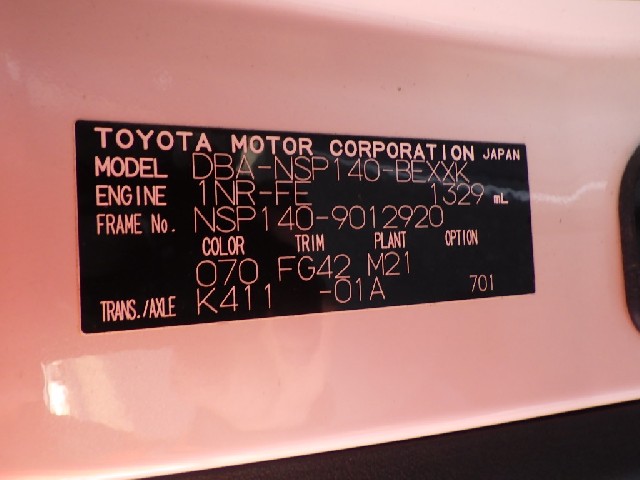 TOYOTA MOTOR CORPORATION JAPAN
MODEL DBA-NSP140-BEXXK
ENGINE 1NR-FE 1329 mL
FRAME No. NSP140-9012920
COLOR TRIM PLANT OPTION
070 FG42 M21
TRANS./AXLE K411 -01A 701